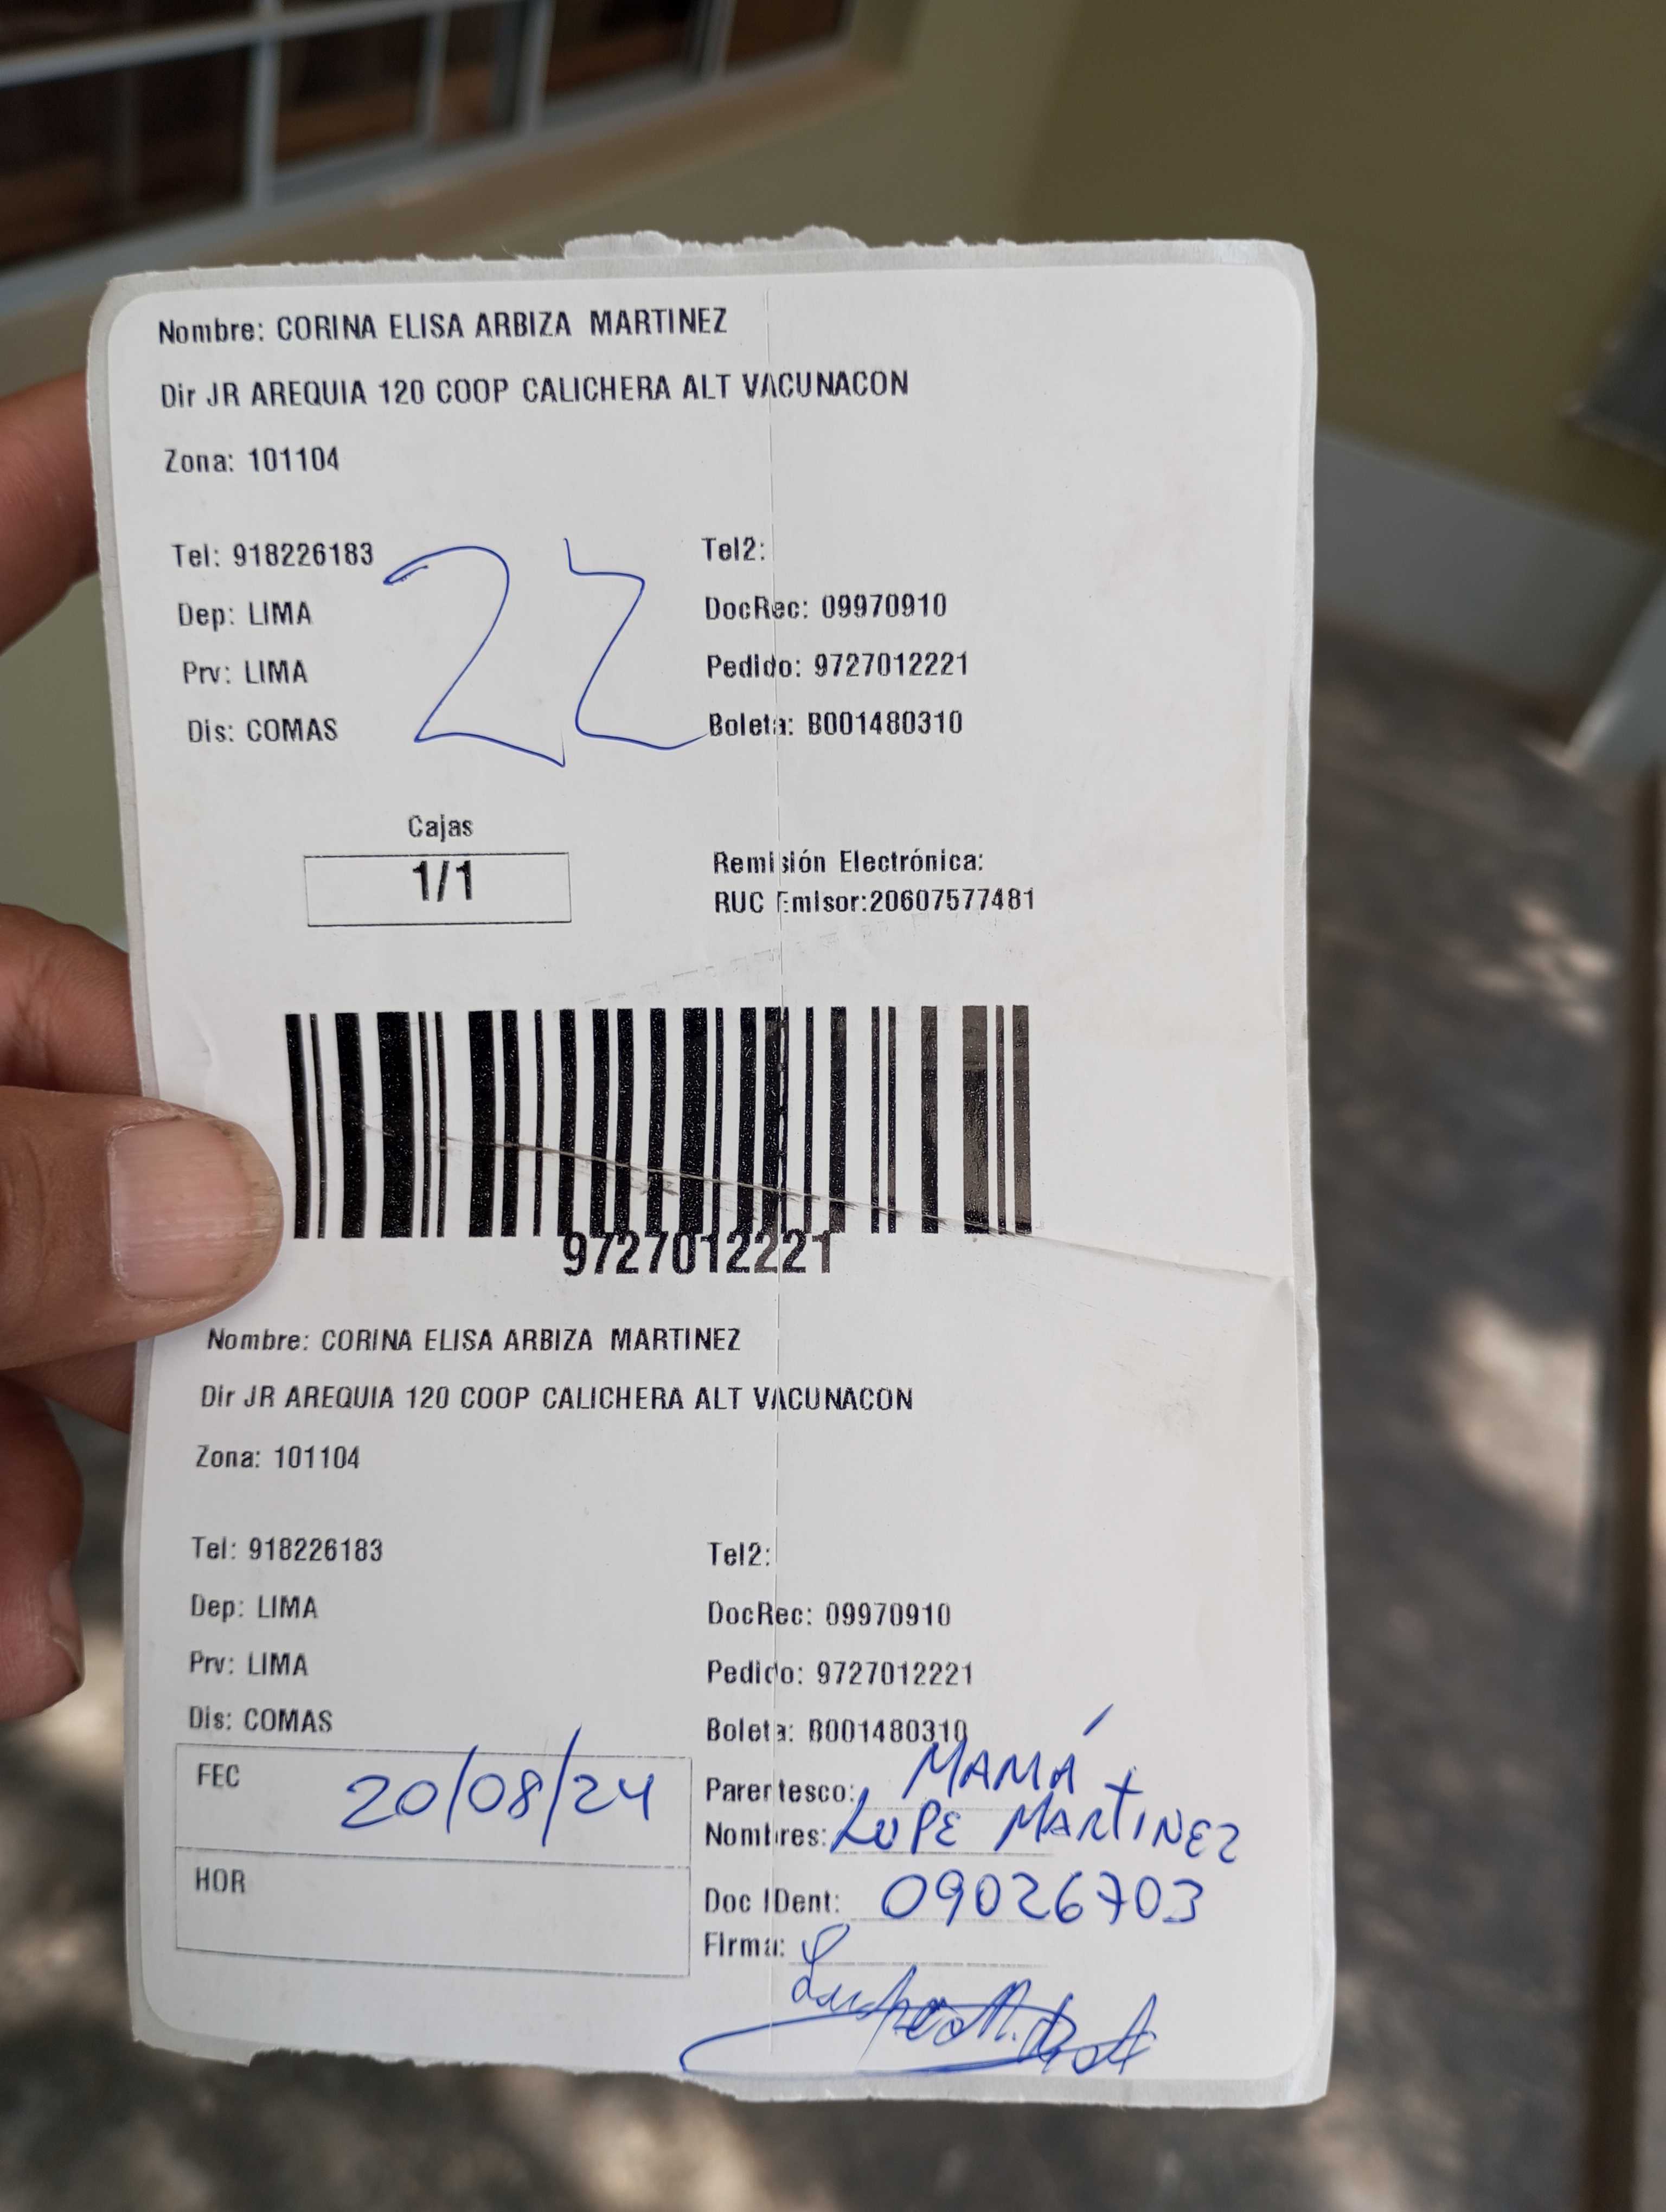 Nombre: CORINA ELISA ARBIZA MARTINEZ
Dir JR AREQUIA 120 COOP CALICHERA ALT VACUNACON
Zona: 101104
Tel: 918226183 Tel2:
22
Dep: LIMA DocRec: 09970910
Prv: LIMA Pedido: 9727012221
Dis: COMAS Boleta: B001480310
Cajas
1/1
Remisión Electrónica:
RUC Emisor:20607577481
9727012221
Nombre: CORINA ELISA ARBIZA MARTINEZ
Dir JR AREQUIA 120 COOP CALICHERA ALT VACUNACON
Zona: 101104
Tel: 918226183 Tel2:
Dep: LIMA DocRec: 09970910
Prv: LIMA Pedido: 9727012221
Dis: COMAS Boleta: B001480310
FEC 20/08/24 Parentesco: MAMÁ
Nombres: LUPE MARTINEZ
HOR Doc IDent: 09026703
Firma: